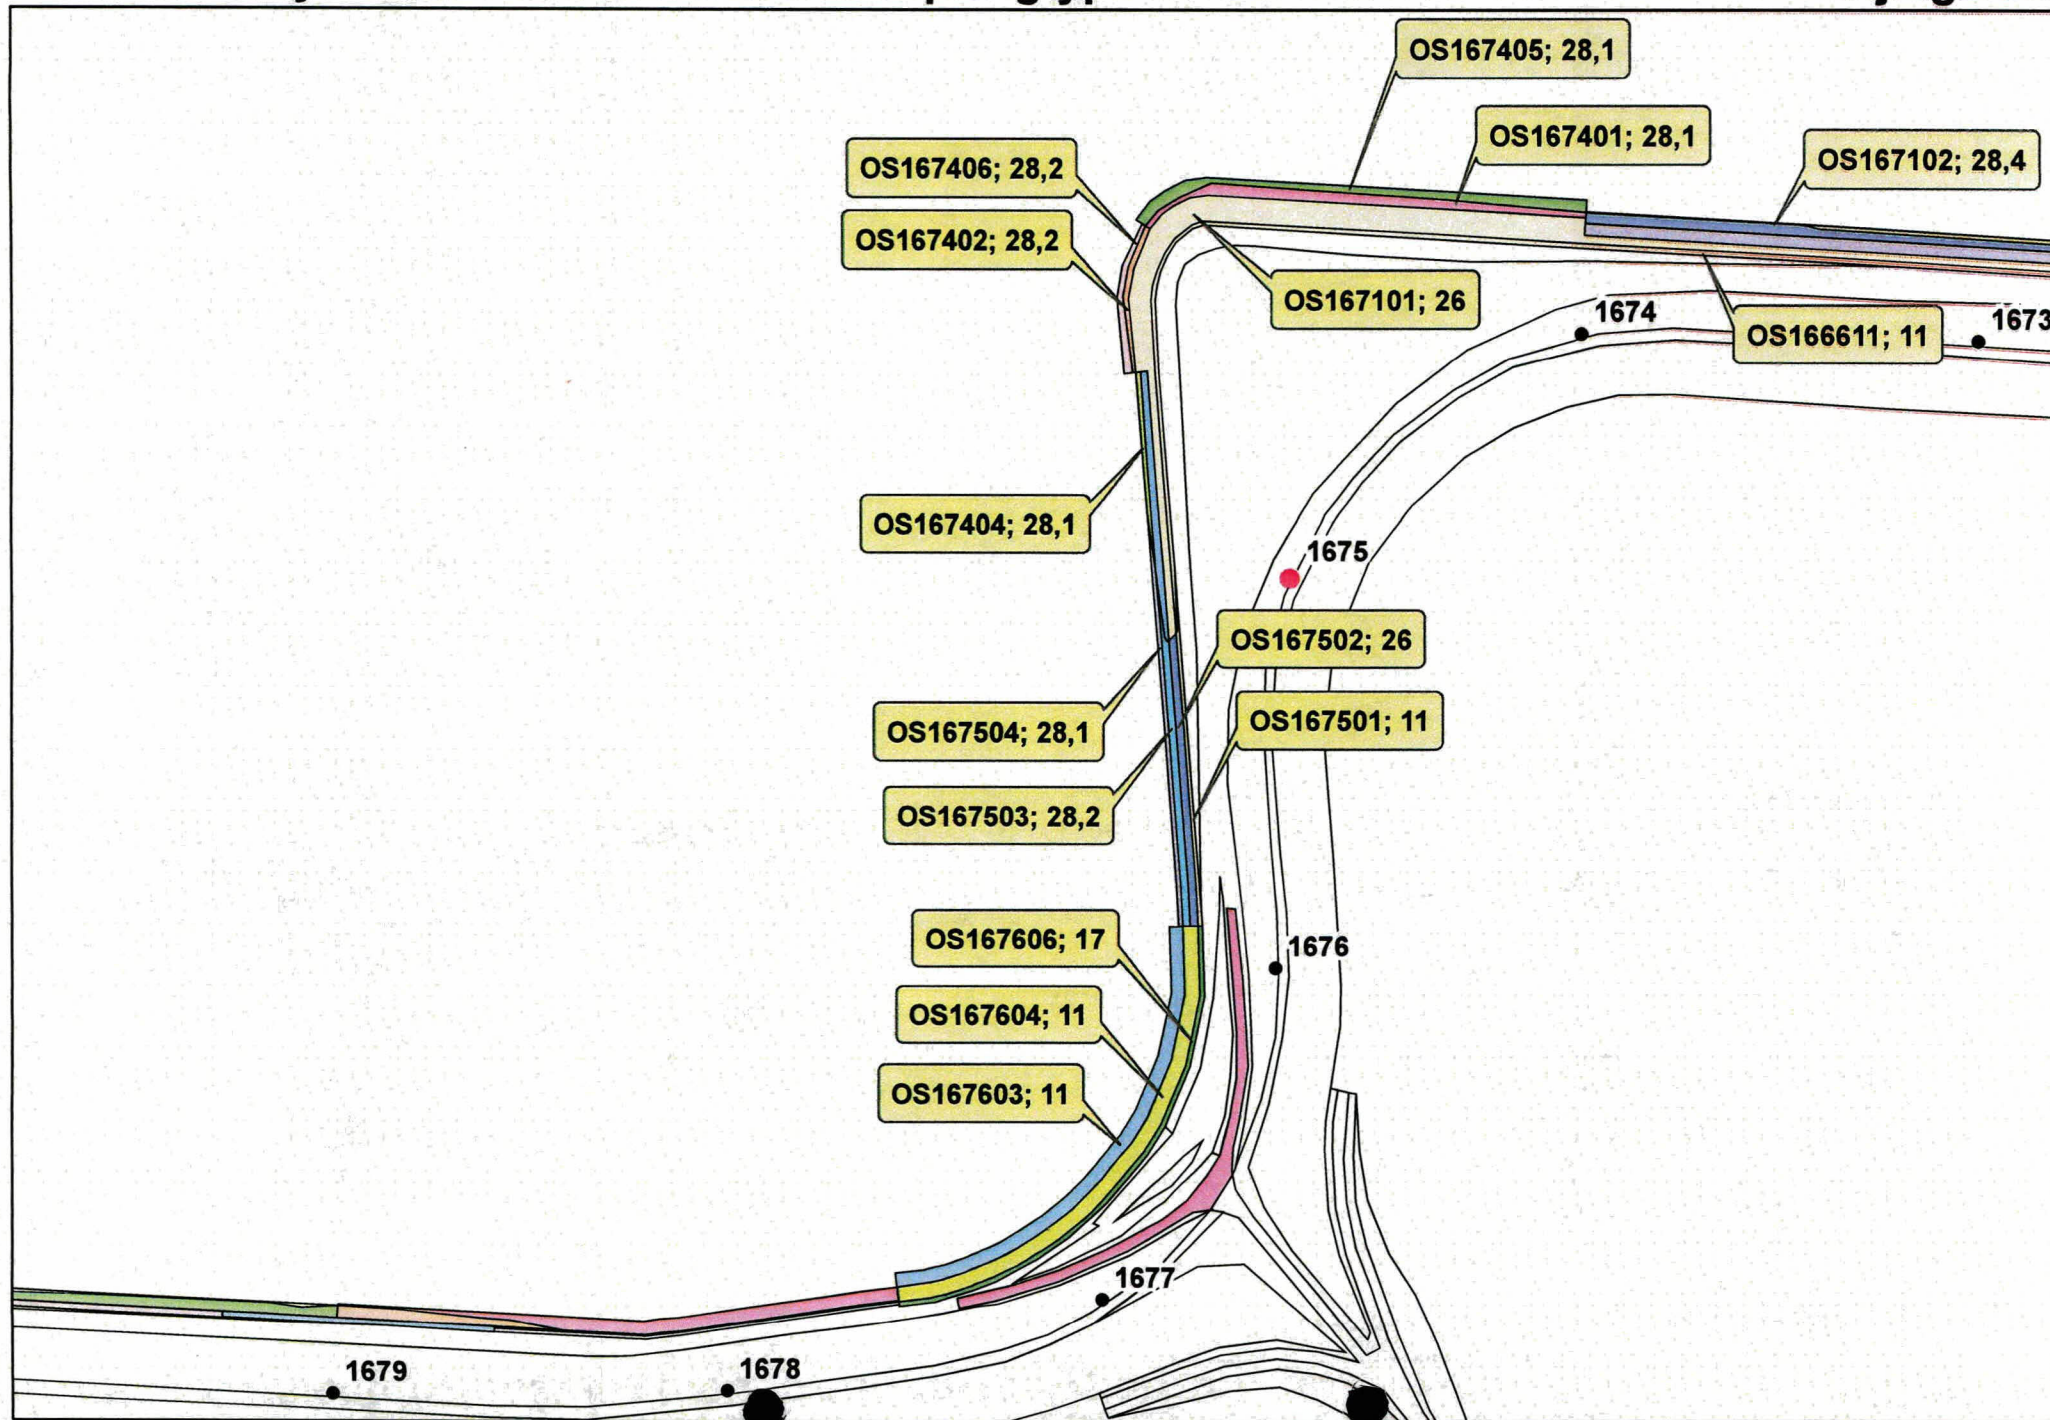 OS167405; 28,1
OS167401; 28,1
OS167102; 28,4
OS167406; 28,2
OS167402; 28,2
OS167101; 26
1674
1673
OS166611; 11
OS167404; 28,1
1675
OS167502; 26
OS167501; 11
OS167504; 28,1
OS167503; 28,2
OS167606; 17
1676
OS167604; 11
OS167603; 11
1677
1679
1678